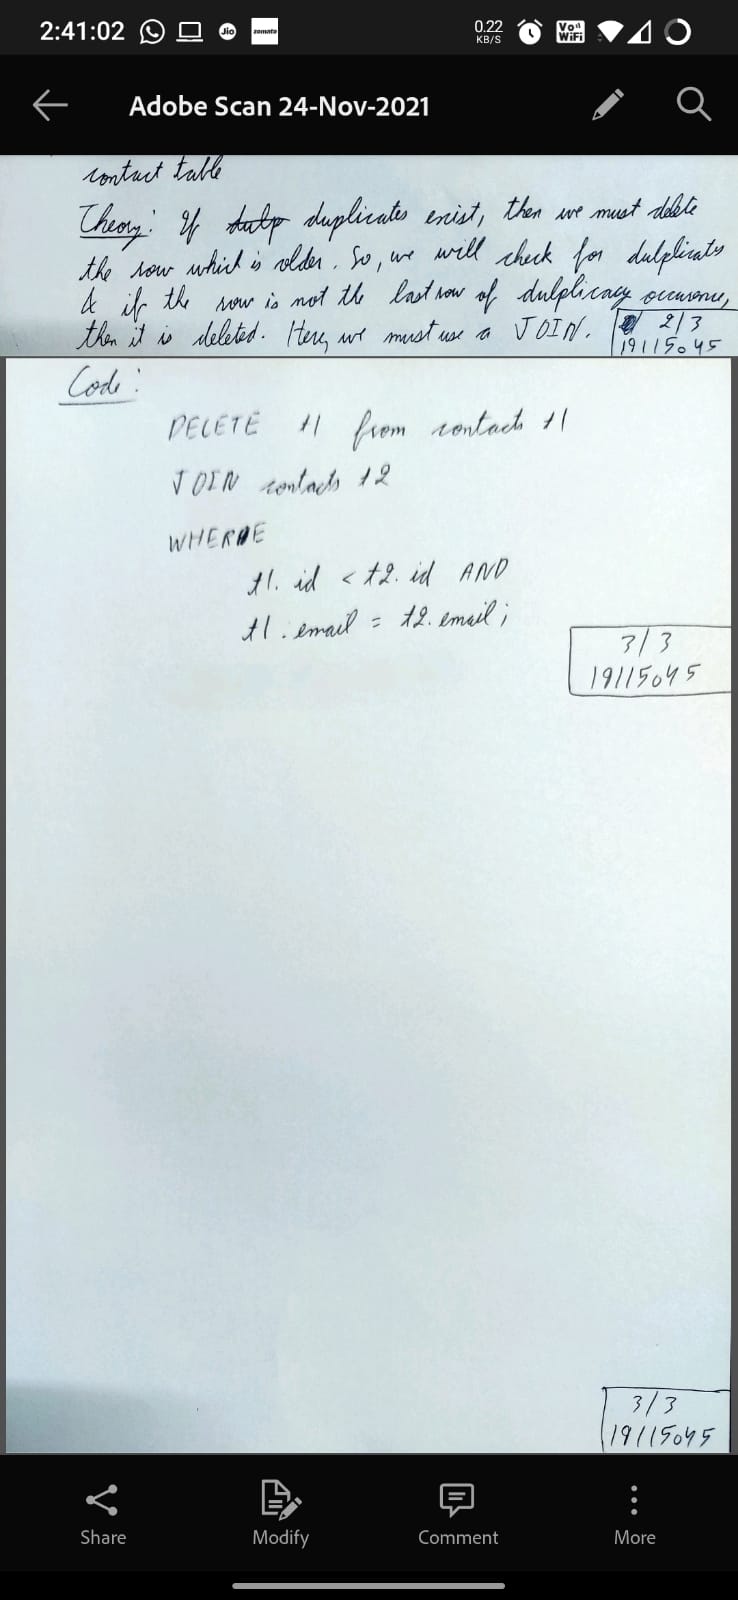 2:41:02 Jio zomato 0.22 KB/S Vo WiFi
Adobe Scan 24-Nov-2021
contact table
Theory: If duplicates exist, then we must delete
the row which is older. So, we will check for dulplicates
& if the row is not the last row of dulplicacy occurence,
then it is deleted. Here, we must use a JOIN.
2/3
19115045
Code:
DELETE t1 from contacts t1
JOIN contacts t2
WHERE
t1.id < t2.id AND
t1.email = t2.email;
3/3
19115045
3/3
19115045
Share Modify Comment More